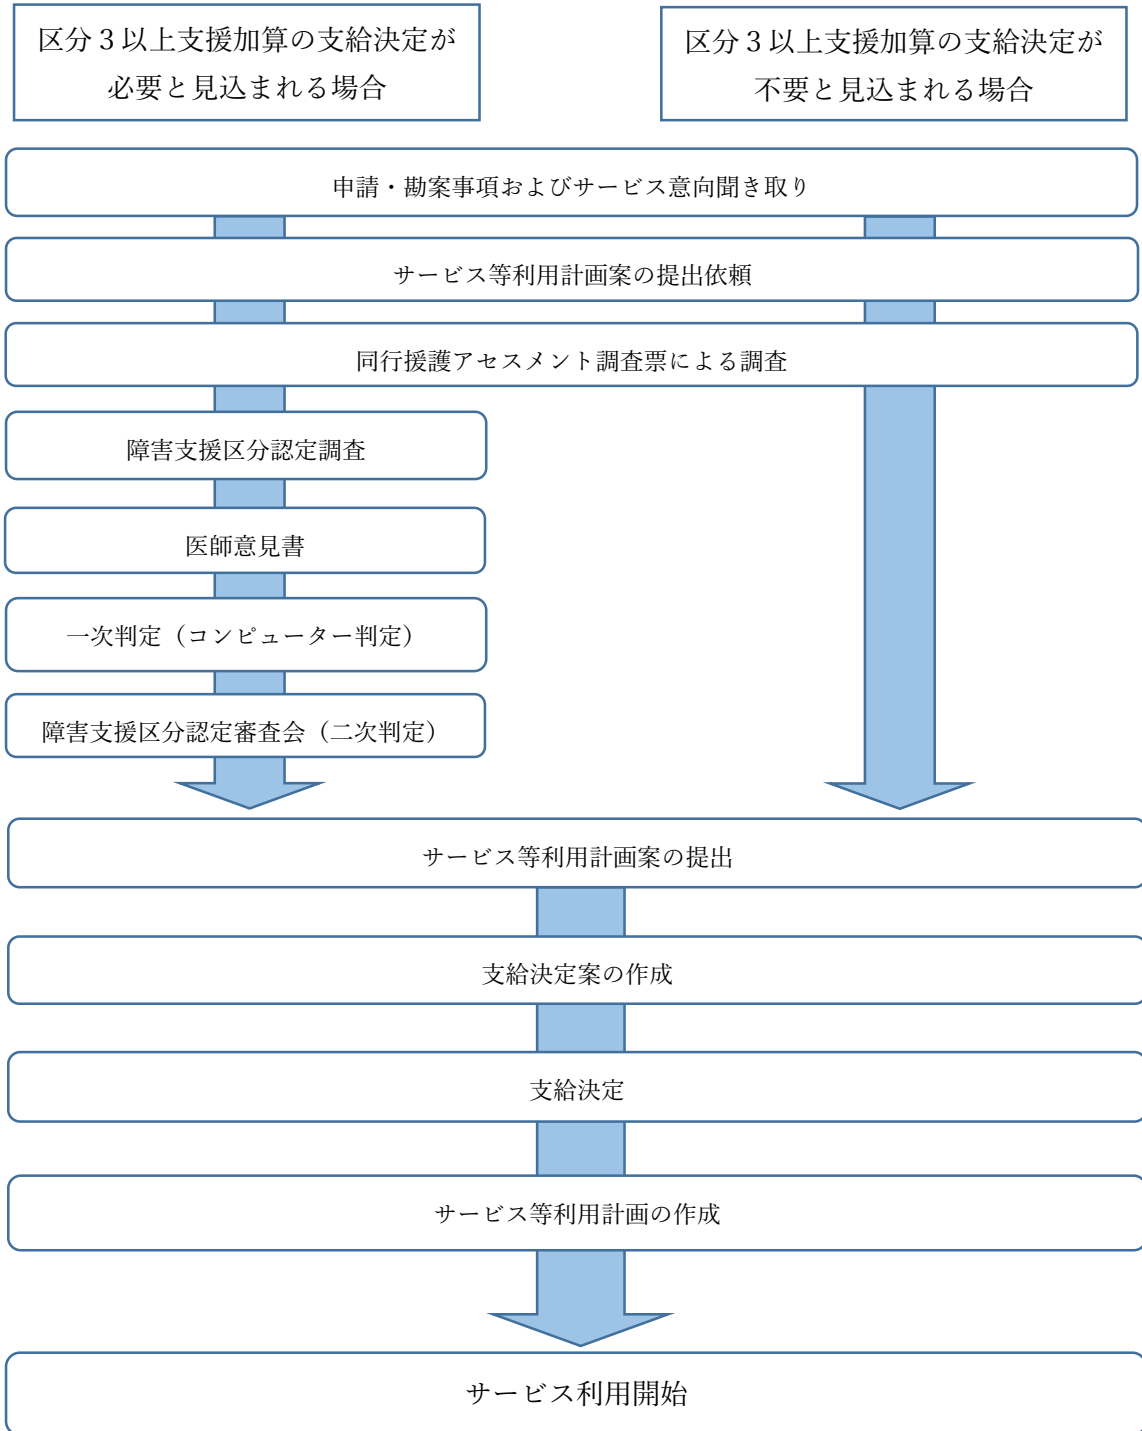 区分３以上支援加算の支給決定が
必要と見込まれる場合
区分３以上支援加算の支給決定が
不要と見込まれる場合
申請・勘案事項およびサービス意向聞き取り
サービス等利用計画案の提出依頼
同行援護アセスメント調査票による調査
障害支援区分認定調査
医師意見書
一次判定（コンピューター判定）
障害支援区分認定審査会（二次判定）
サービス等利用計画案の提出
支給決定案の作成
支給決定
サービス等利用計画の作成
サービス利用開始